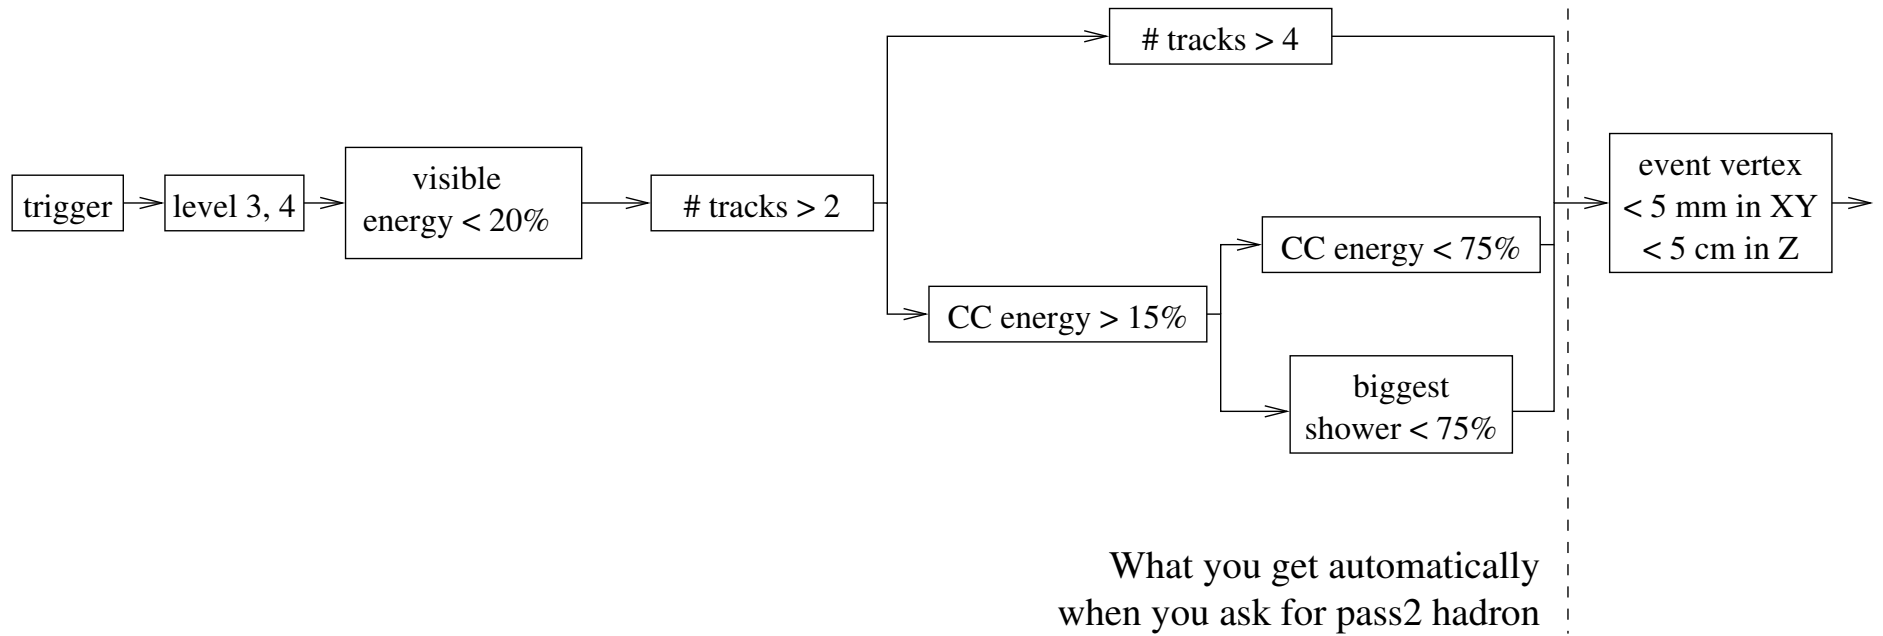 trigger
level 3, 4
visible
energy < 20%
# tracks > 2
# tracks > 4
CC energy > 15%
CC energy < 75%
biggest
shower < 75%
event vertex
< 5 mm in XY
< 5 cm in Z
What you get automatically
when you ask for pass2 hadron